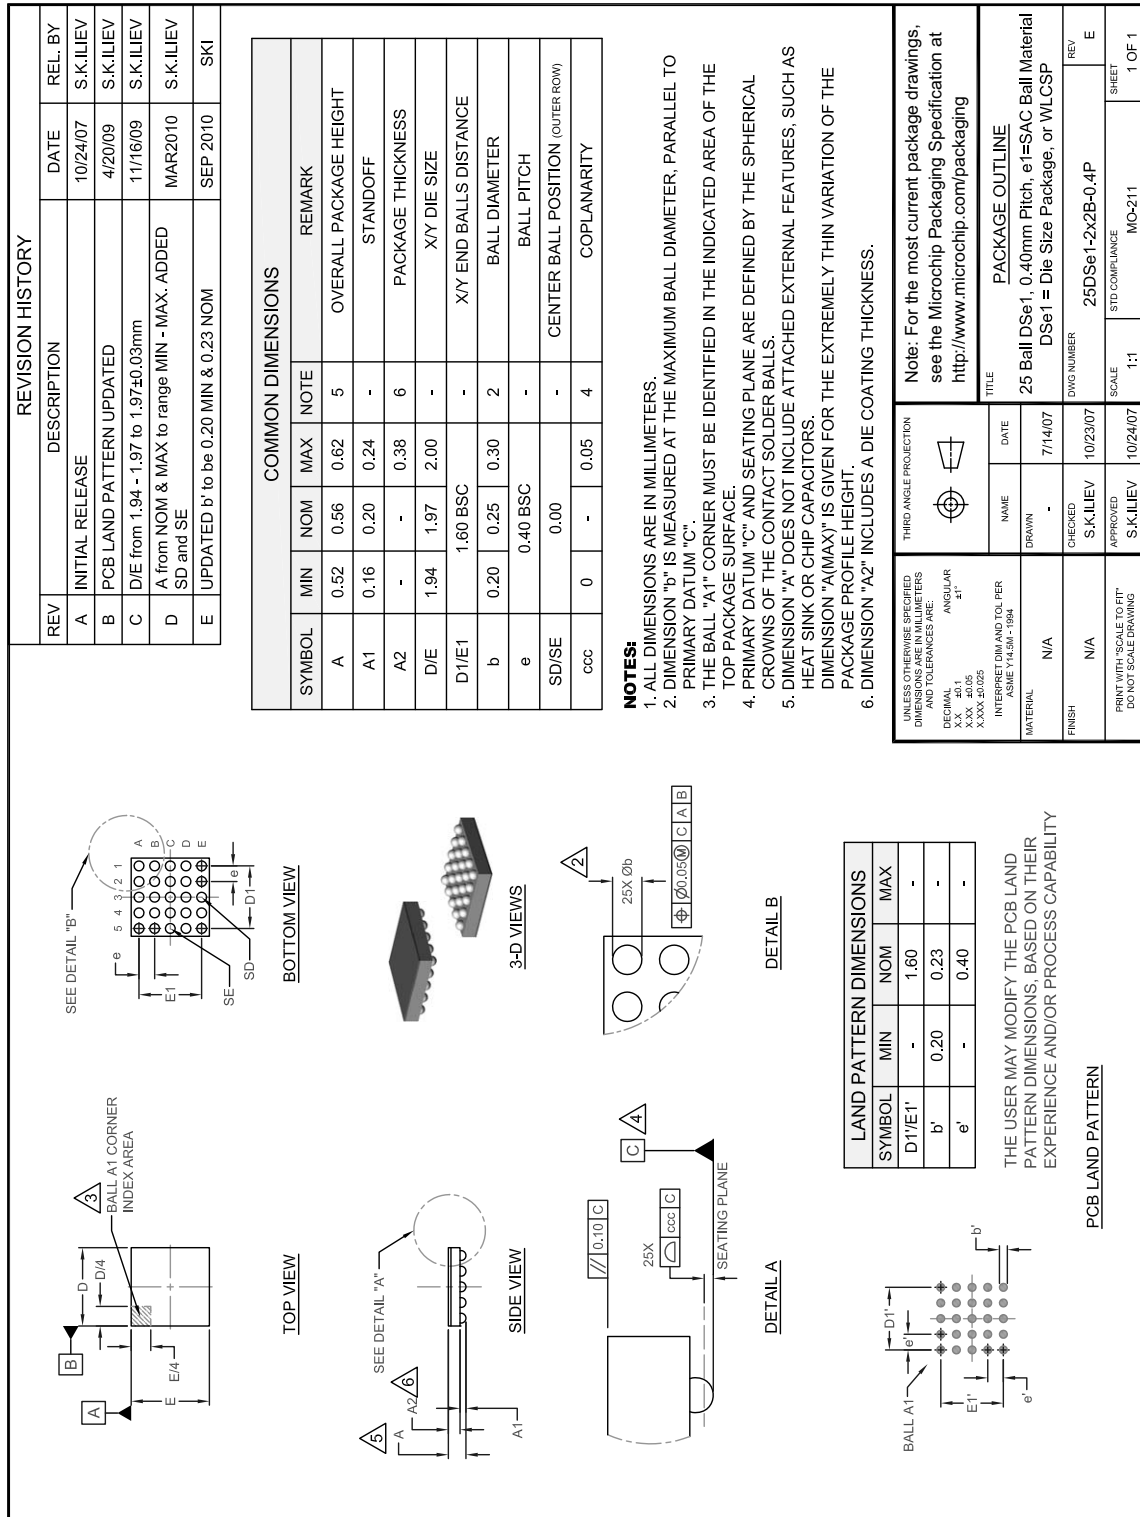 REVISION HISTORY
REV DESCRIPTION DATE REL. BY
A INITIAL RELEASE 10/24/07 S.K.ILIEV
B PCB LAND PATTERN UPDATED 4/20/09 S.K.ILIEV
C D/E from 1.94 - 1.97 to 1.97±0.03mm 11/16/09 S.K.ILIEV
D A from NOM & MAX to range MIN - MAX. ADDED SD and SE MAR2010 S.K.ILIEV
E UPDATED b' to be 0.20 MIN & 0.23 NOM SEP 2010 SKI
COMMON DIMENSIONS
SYMBOL MIN NOM MAX NOTE REMARK
A 0.52 0.56 0.62 5 OVERALL PACKAGE HEIGHT
A1 0.16 0.20 0.24 - STANDOFF
A2 - - 0.38 6 PACKAGE THICKNESS
D/E 1.94 1.97 2.00 - X/Y DIE SIZE
D1/E1 1.60 BSC - X/Y END BALLS DISTANCE
b 0.20 0.25 0.30 2 BALL DIAMETER
e 0.40 BSC - BALL PITCH
SD/SE 0.00 - CENTER BALL POSITION (OUTER ROW)
ccc 0 - 0.05 4 COPLANARITY
NOTES:
1. ALL DIMENSIONS ARE IN MILLIMETERS.
2. DIMENSION "b" IS MEASURED AT THE MAXIMUM BALL DIAMETER, PARALLEL TO
PRIMARY DATUM "C".
3. THE BALL "A1" CORNER MUST BE IDENTIFIED IN THE INDICATED AREA OF THE
TOP PACKAGE SURFACE.
4. PRIMARY DATUM "C" AND SEATING PLANE ARE DEFINED BY THE SPHERICAL
CROWNS OF THE CONTACT SOLDER BALLS.
5. DIMENSION "A" DOES NOT INCLUDE ATTACHED EXTERNAL FEATURES, SUCH AS
HEAT SINK OR CHIP CAPACITORS.
DIMENSION "A(MAX)" IS GIVEN FOR THE EXTREMELY THIN VARIATION OF THE
PACKAGE PROFILE HEIGHT.
6. DIMENSION "A2" INCLUDES A DIE COATING THICKNESS.
UNLESS OTHERWISE SPECIFIED
DIMENSIONS ARE IN MILLIMETERS
AND TOLERANCES ARE:
DECIMAL ANGULAR
X.X ±0.1 ±1°
X.XX ±0.05
X.XXX ±0.025
INTERPRET DIM AND TOL PER
ASME Y14.5M - 1994
MATERIAL
N/A
FINISH
N/A
PRINT WITH "SCALE TO FIT"
DO NOT SCALE DRAWING
THIRD ANGLE PROJECTION
NAME DATE
DRAWN
- 7/14/07
CHECKED
S.K.ILIEV 10/23/07
APPROVED
S.K.ILIEV 10/24/07
Note: For the most current package drawings,
see the Microchip Packaging Specification at
http://www.microchip.com/packaging
TITLE
PACKAGE OUTLINE
25 Ball DSe1, 0.40mm Pitch, e1=SAC Ball Material
DSe1 = Die Size Package, or WLCSP
DWG NUMBER
25DSe1-2x2B-0.4P
REV
E
SCALE
1:1
STD COMPLIANCE
MO-211
SHEET
1 OF 1
B
A
D
D/4
E
E/4
3
BALL A1 CORNER
INDEX AREA
TOP VIEW
SEE DETAIL "B"
5 4 3 2 1
A
B
C
D
E
e
E1
SE
SD
D1
e
BOTTOM VIEW
5
A
A2
6
A1
SEE DETAIL "A"
SIDE VIEW
3-D VIEWS
// 0.10 C
25X
ccc C
C
4
SEATING PLANE
DETAIL A
2
25X Øb
⌖ Ø0.05Ⓜ C A B
DETAIL B
BALL A1
e'
D1'
E1'
e'
b'
LAND PATTERN DIMENSIONS
SYMBOL MIN NOM MAX
D1'/E1' - 1.60 -
b' 0.20 0.23 -
e' - 0.40 -
THE USER MAY MODIFY THE PCB LAND
PATTERN DIMENSIONS, BASED ON THEIR
EXPERIENCE AND/OR PROCESS CAPABILITY
PCB LAND PATTERN